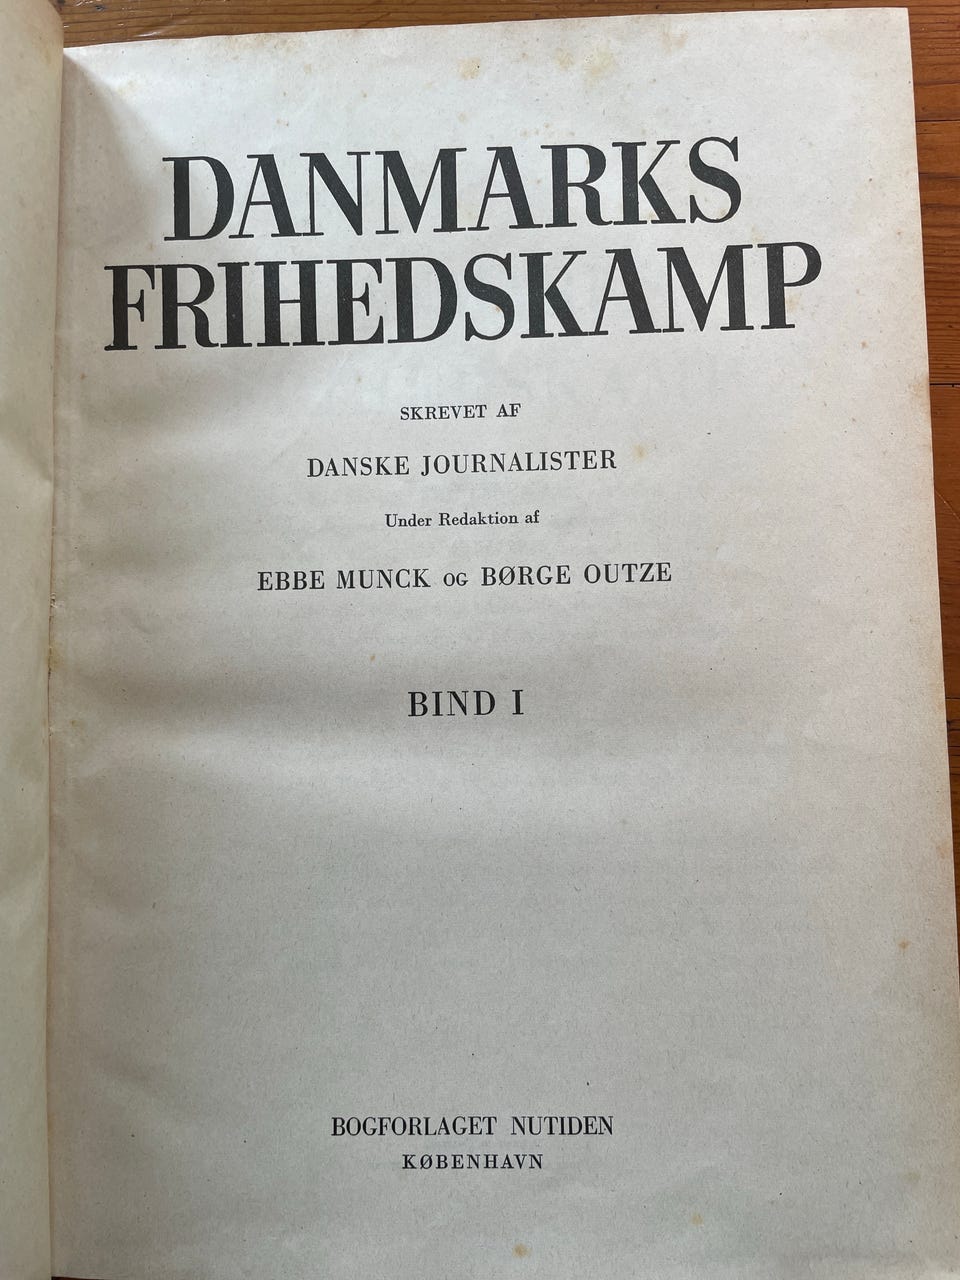 DANMARKS
FRIHEDSKAMP
SKREVET AF
DANSKE JOURNALISTER
Under Redaktion af
EBBE MUNCK OG BØRGE OUTZE
BIND I
BOGFORLAGET NUTIDEN
KØBENHAVN